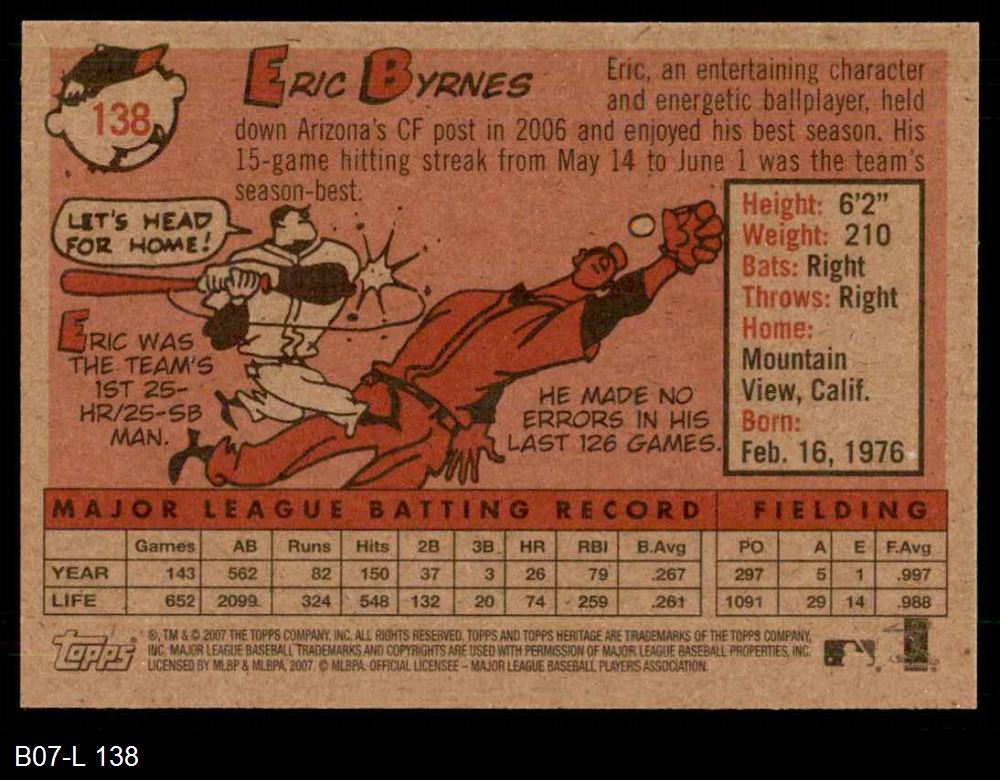 138
ERIC BYRNES
Eric, an entertaining character
and energetic ballplayer, held
down Arizona's CF post in 2006 and enjoyed his best season. His
15-game hitting streak from May 14 to June 1 was the team's
season-best.
LET'S HEAD
FOR HOME!
ERIC WAS
THE TEAM'S
1ST 25-
HR/25-SB
MAN.
HE MADE NO
ERRORS IN HIS
LAST 126 GAMES.
Height: 6'2"
Weight: 210
Bats: Right
Throws: Right
Home:
Mountain
View, Calif.
Born:
Feb. 16, 1976
MAJOR LEAGUE BATTING RECORD FIELDING
Games AB Runs Hits 2B 3B HR RBI B.Avg PO A E F.Avg
YEAR 143 562 82 150 37 3 26 79 .267 297 5 1 .997
LIFE 652 2099 324 548 132 20 74 259 .261 1091 29 14 .988
Topps
®, TM & © 2007 THE TOPPS COMPANY, INC. ALL RIGHTS RESERVED. TOPPS AND TOPPS HERITAGE ARE TRADEMARKS OF THE TOPPS COMPANY,
INC. MAJOR LEAGUE BASEBALL TRADEMARKS AND COPYRIGHTS ARE USED WITH PERMISSION OF MAJOR LEAGUE BASEBALL PROPERTIES, INC.
LICENSED BY MLBP & MLBPA, 2007. © MLBPA. OFFICIAL LICENSEE – MAJOR LEAGUE BASEBALL PLAYERS ASSOCIATION.
B07-L 138